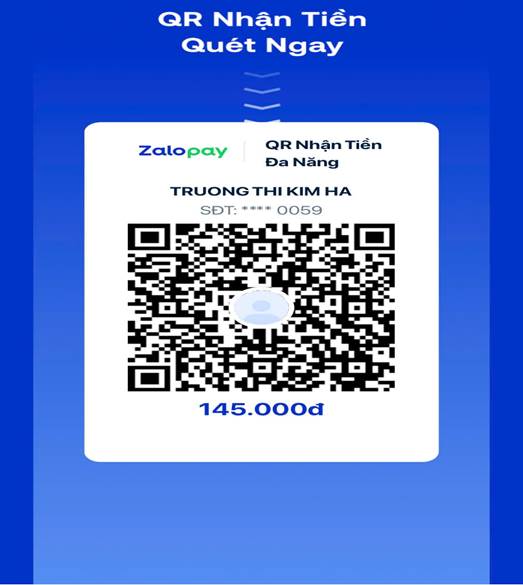 QR Nhận Tiền
Quét Ngay
Zalopay
QR Nhận Tiền
Đa Năng
TRUONG THI KIM HA
SĐT: **** 0059
145.000đ